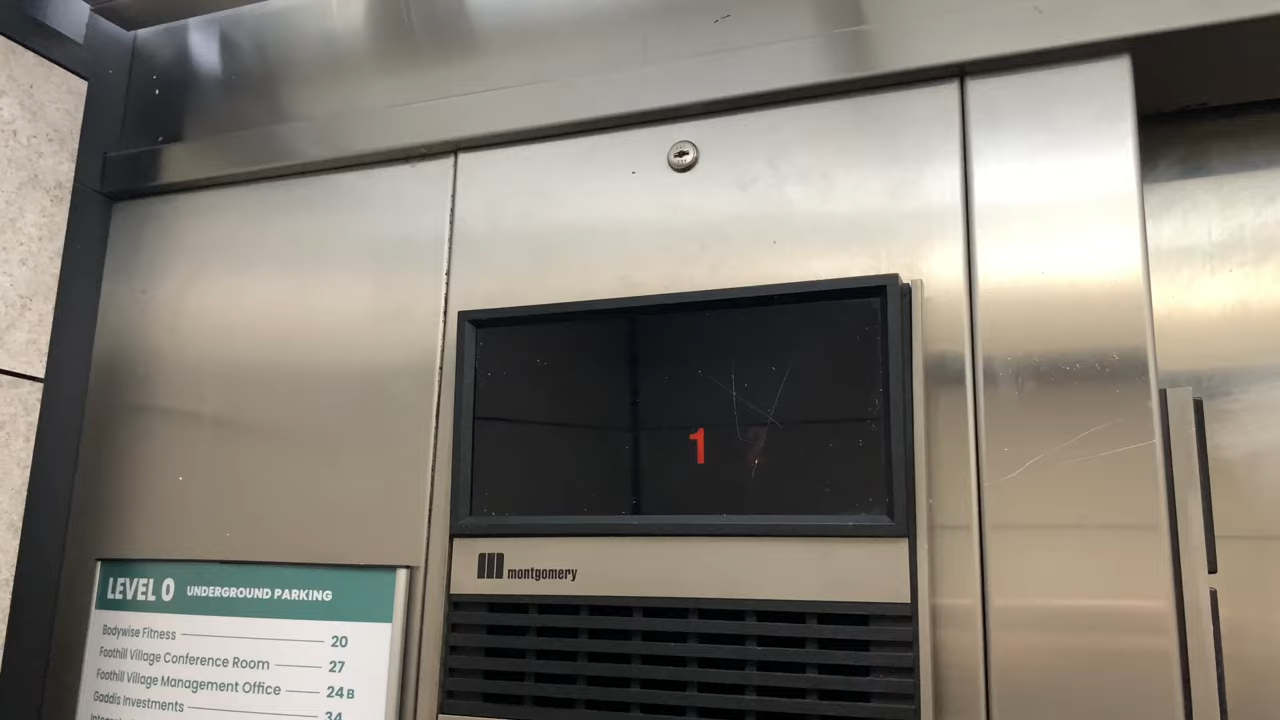 1
montgomery
LEVEL 0 UNDERGROUND PARKING
Bodywise Fitness 20
Foothill Village Conference Room 27
Foothill Village Management Office 24B
Gaddis Investments 34